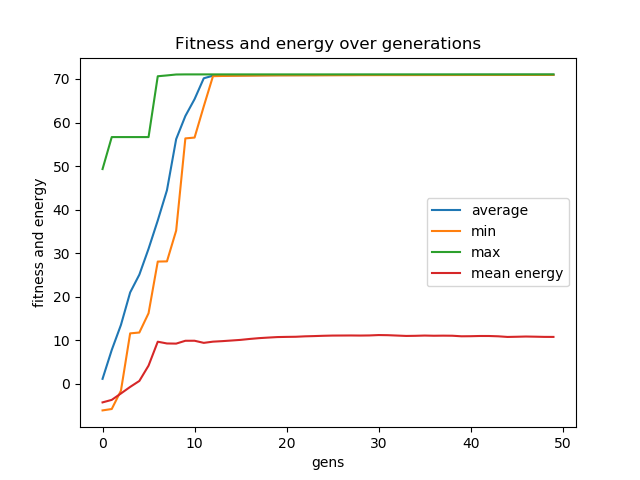 Fitness and energy over generations
70
60
50
40
30
20
10
0
fitness and energy
average
min
max
mean energy
0 10 20 30 40 50
gens